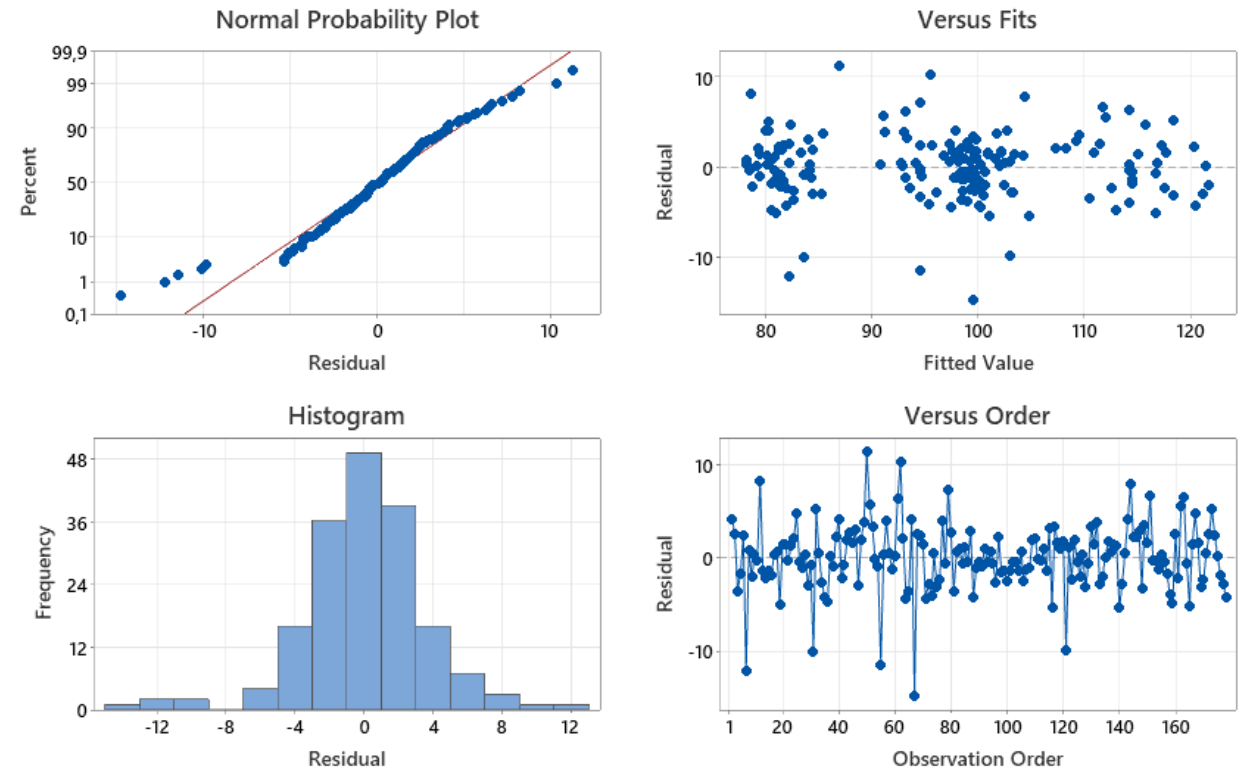 Normal Probability Plot
99,9
99
90
50
10
1
0,1
Percent
-10 0 10
Residual
Versus Fits
10
0
-10
Residual
80 90 100 110 120
Fitted Value
Histogram
48
36
24
12
0
Frequency
-12 -8 -4 0 4 8 12
Residual
Versus Order
10
0
-10
Residual
1 20 40 60 80 100 120 140 160
Observation Order